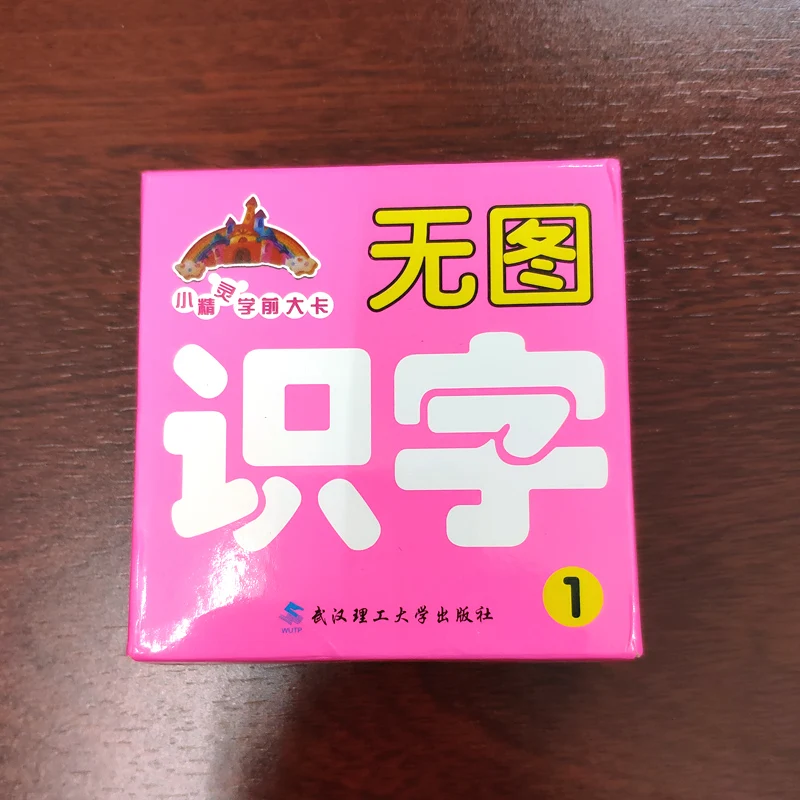 无图
小精灵学前大卡
识字
1
武汉理工大学出版社
WUTP